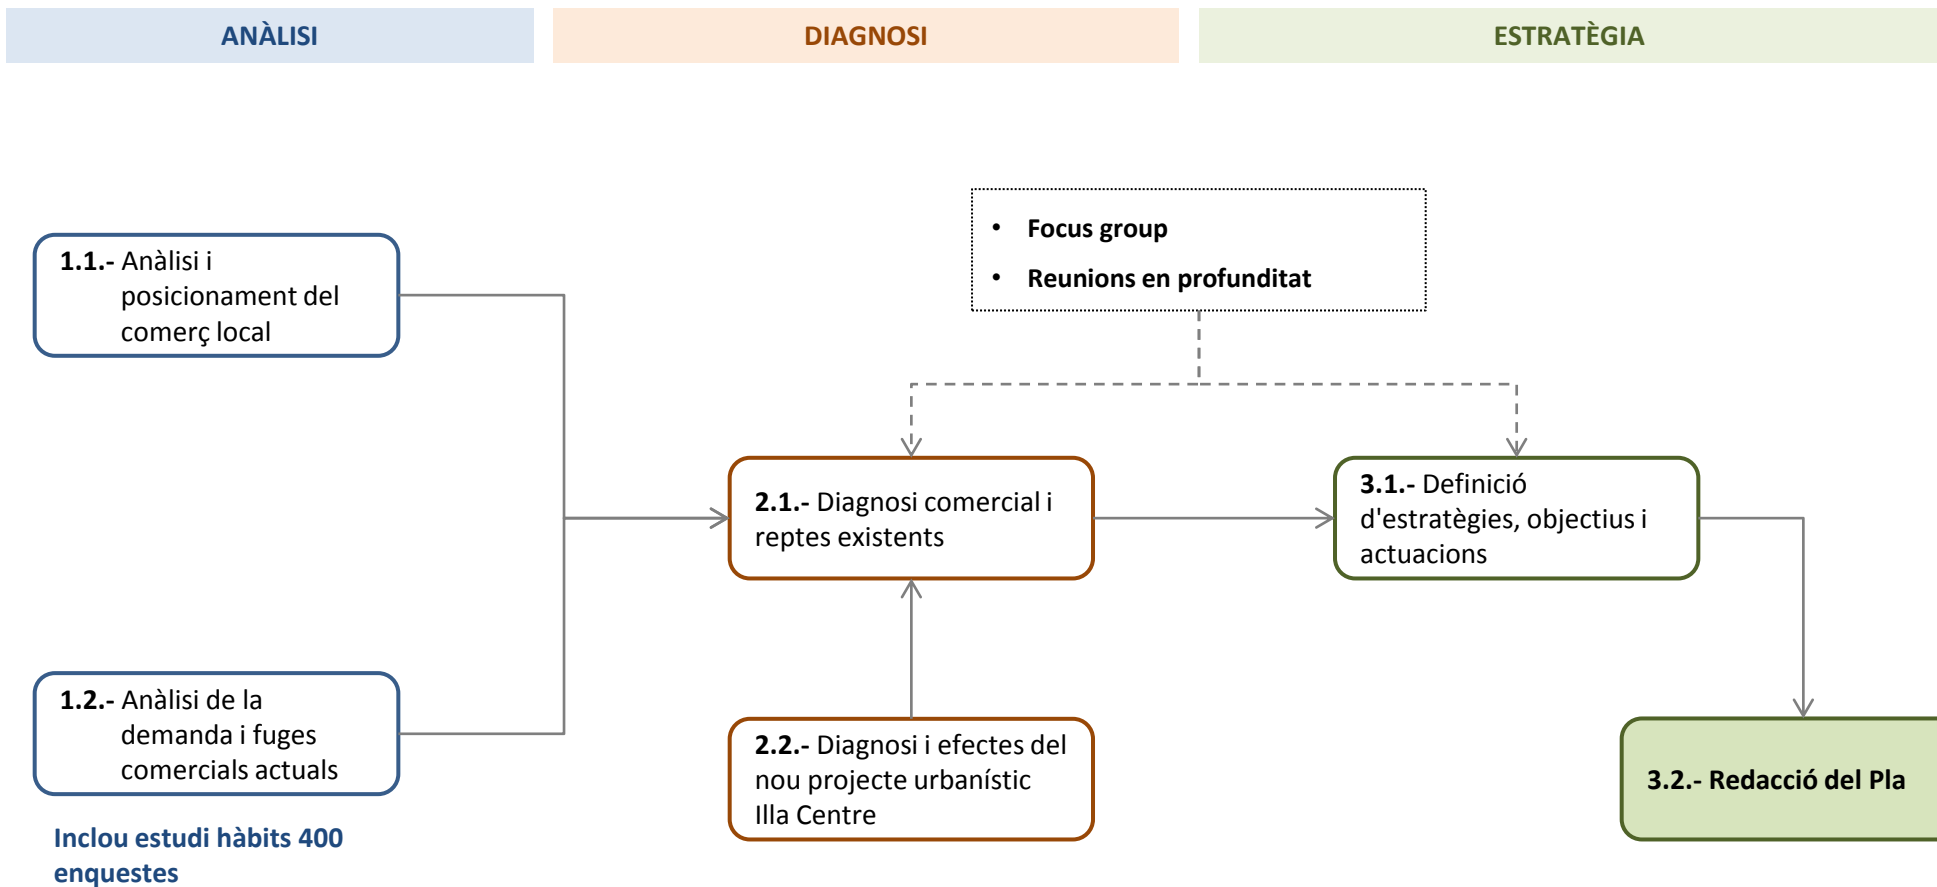 ANÀLISI
DIAGNOSI
ESTRATÈGIA
• Focus group
• Reunions en profunditat
1.1.- Anàlisi i
posicionament del
comerç local
2.1.- Diagnosi comercial i
reptes existents
3.1.- Definició
d'estratègies, objectius i
actuacions
1.2.- Anàlisi de la
demanda i fuges
comercials actuals
Inclou estudi hàbits 400
enquestes
2.2.- Diagnosi i efectes del
nou projecte urbanístic
Illa Centre
3.2.- Redacció del Pla